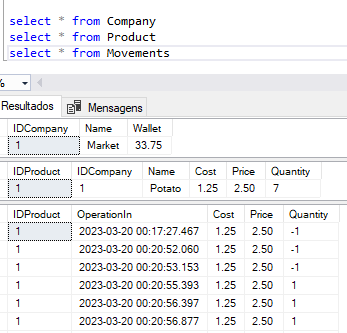 select * from Company
select * from Product
select * from Movements
%
Resultados Mensagens
IDCompany Name Wallet
1 Market 33.75
IDProduct IDCompany Name Cost Price Quantity
1 1 Potato 1.25 2.50 7
IDProduct OperationIn Cost Price Quantity
1 2023-03-20 00:17:27.467 1.25 2.50 -1
1 2023-03-20 00:20:52.060 1.25 2.50 -1
1 2023-03-20 00:20:53.153 1.25 2.50 -1
1 2023-03-20 00:20:55.393 1.25 2.50 1
1 2023-03-20 00:20:56.397 1.25 2.50 1
1 2023-03-20 00:20:56.877 1.25 2.50 1